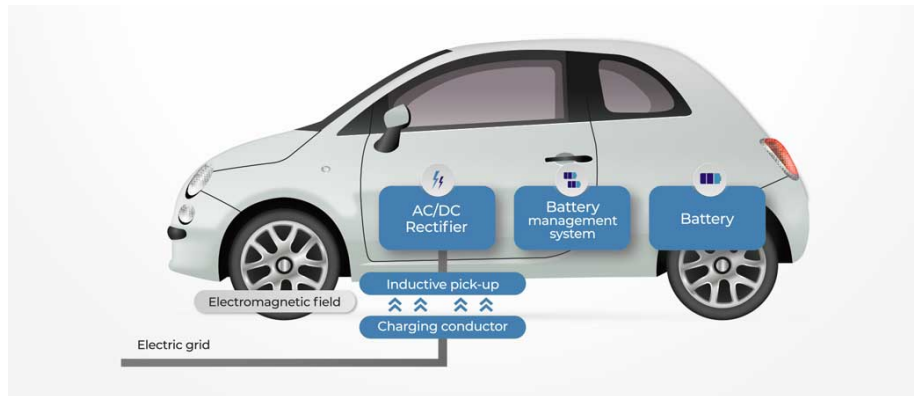 AC/DC
Rectifier
Battery
management
system
Battery
Inductive pick-up
Electromagnetic field
Charging conductor
Electric grid